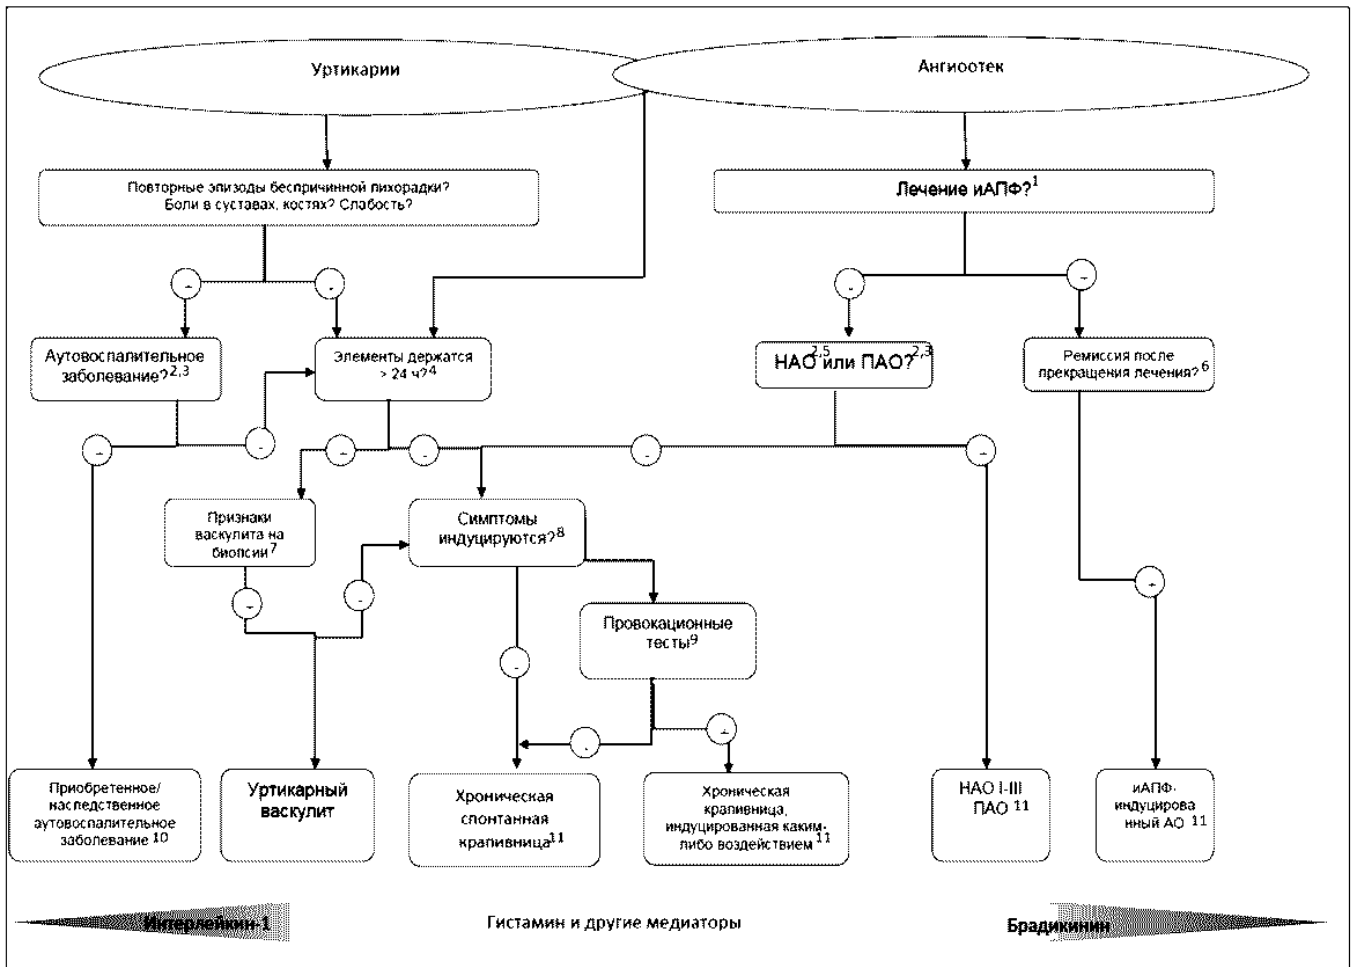 Уртикарии
Ангиоотек
Повторные эпизоды беспричинной лихорадки?
Боли в суставах, костях? Слабость?
Лечение иАПФ?1
Аутовоспалительное
заболевание?2,3
Элементы держатся
> 24 ч?4
НАО2,5 или ПАО?2,3
Ремиссия после
прекращения лечения?6
Признаки
васкулита на
биопсии7
Симптомы
индуцируются?8
Провокационные
тесты9
Приобретенное/
наследственное
аутовоспалительное
заболевание 10
Уртикарный
васкулит
Хроническая
спонтанная
крапивница11
Хроническая
крапивница,
индуцированная каким-
либо воздействием 11
НАО I-III
ПАО 11
иАПФ-
индуцирова
нный АО 11
Интерлейкин-1
Гистамин и другие медиаторы
Брадикинин